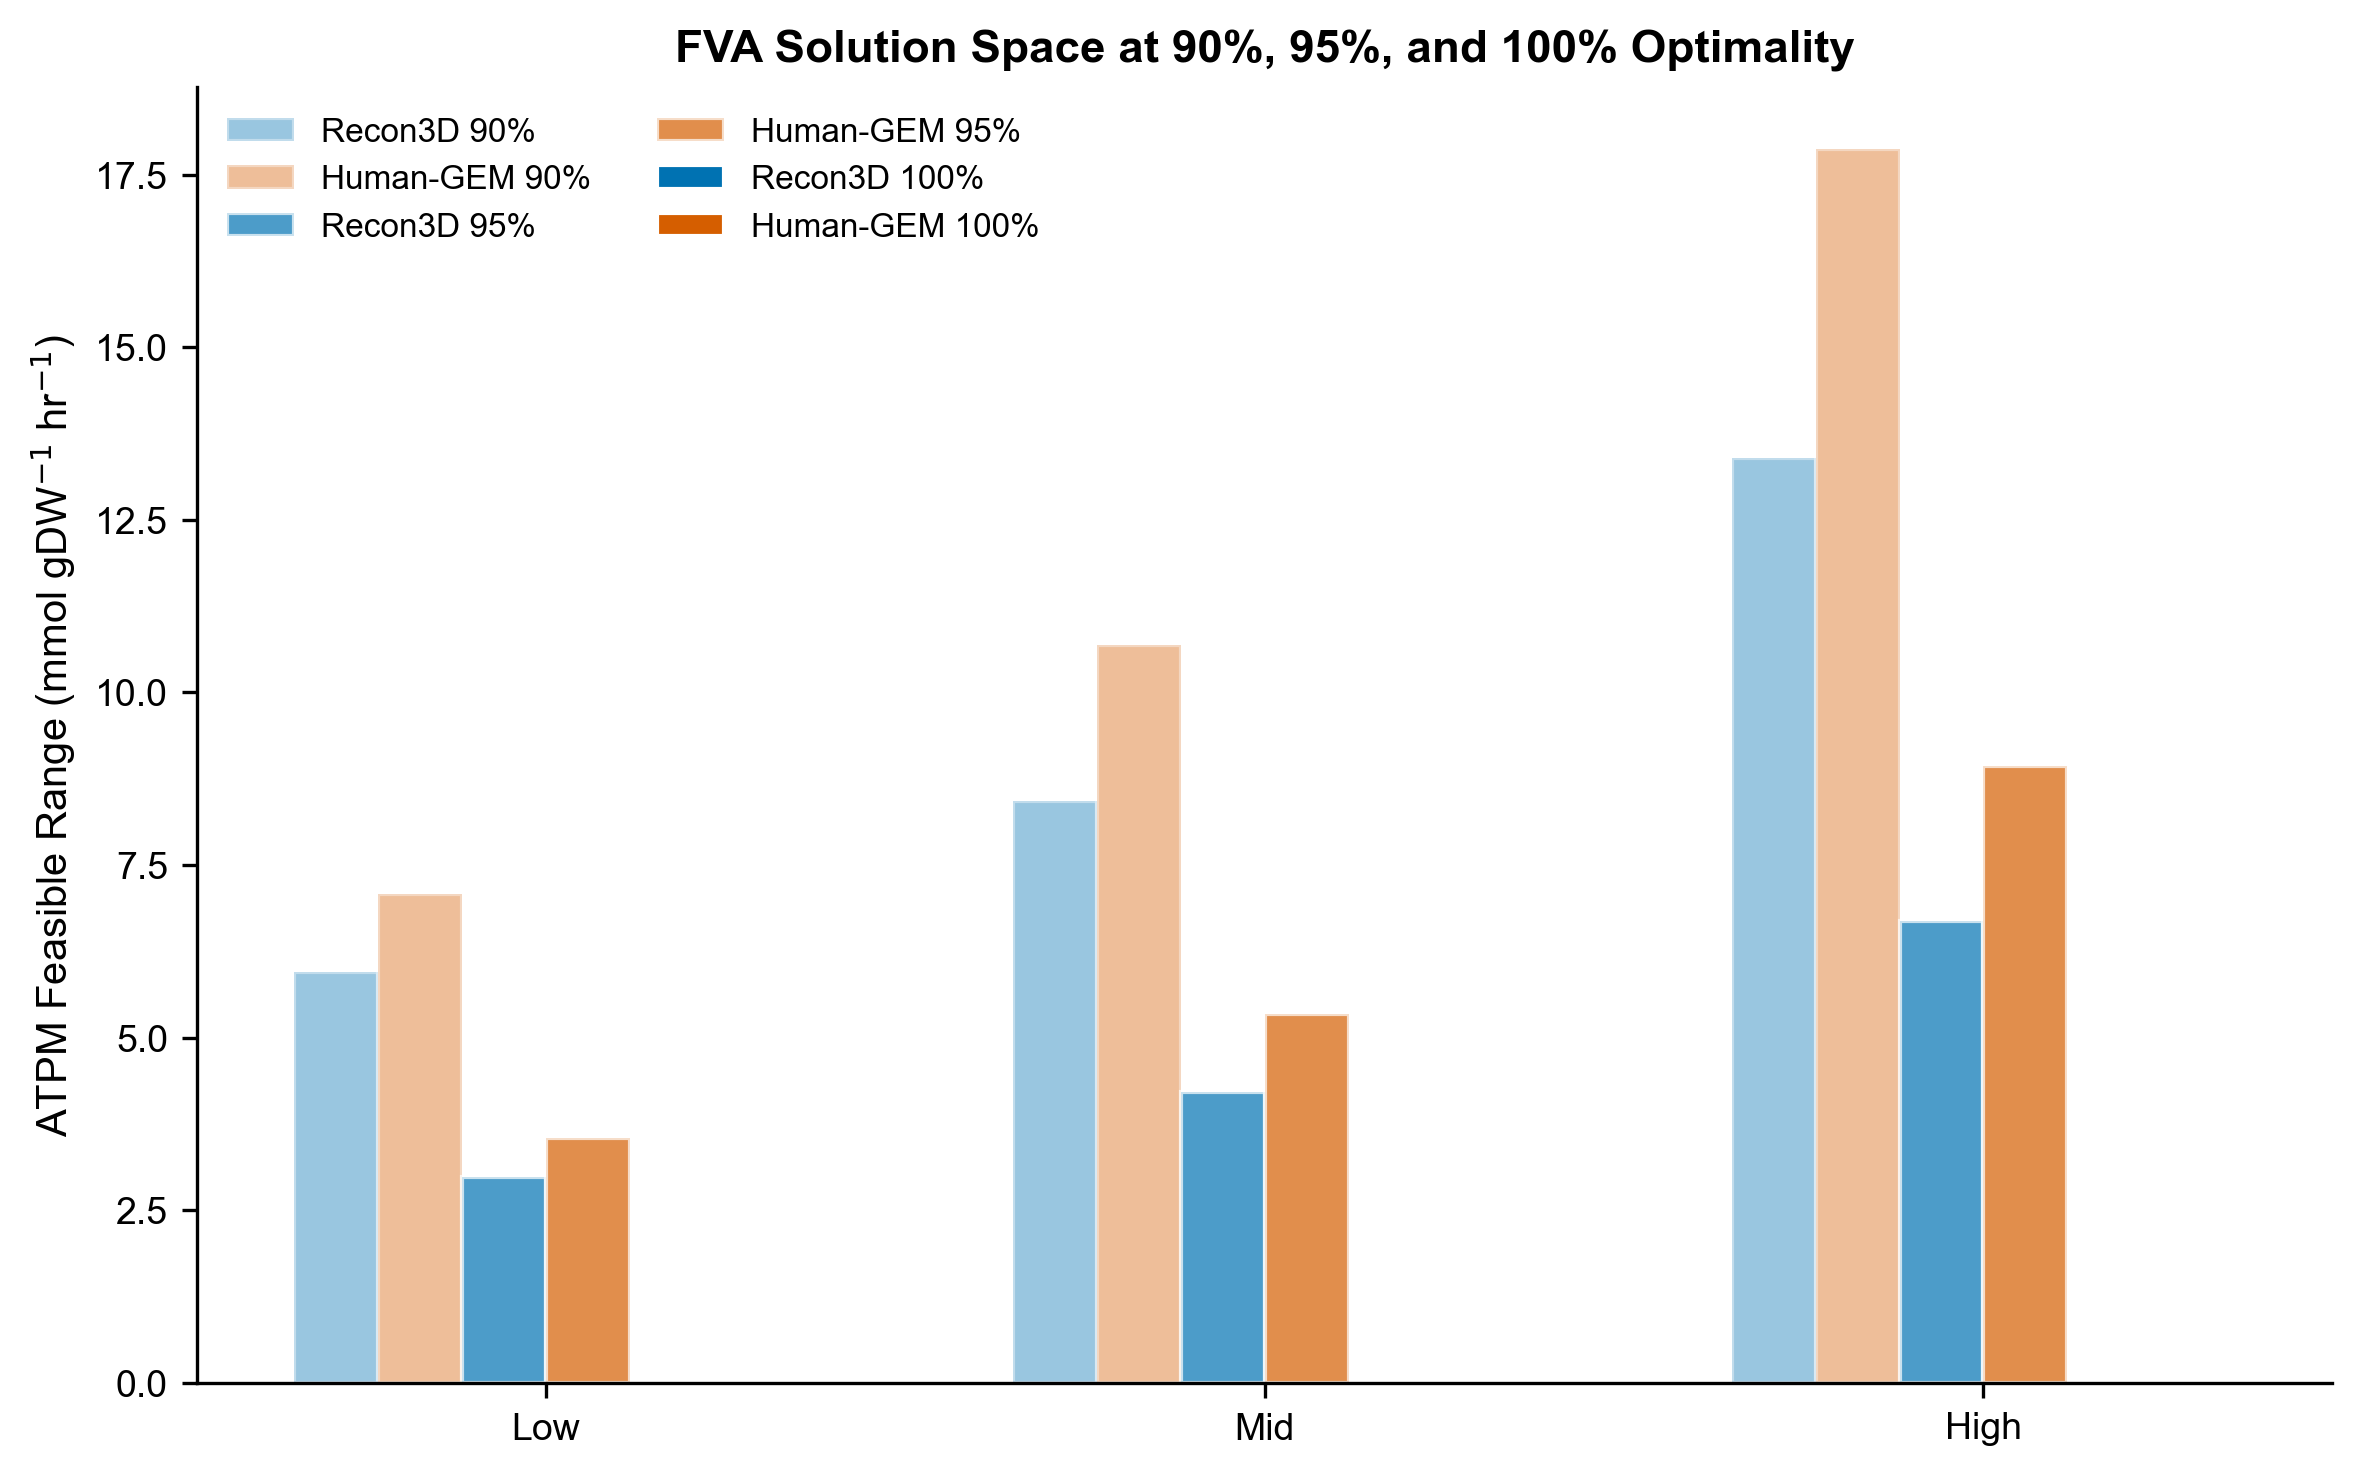 FVA Solution Space at 90%, 95%, and 100% Optimality
Recon3D 90%
Human-GEM 90%
Recon3D 95%
Human-GEM 95%
Recon3D 100%
Human-GEM 100%
ATPM Feasible Range (mmol gDW⁻¹ hr⁻¹)
17.5
15.0
12.5
10.0
7.5
5.0
2.5
0.0
Low
Mid
High